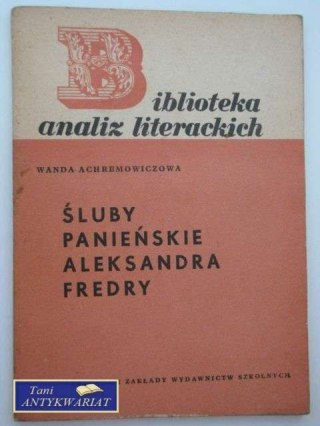 Biblioteka
analiz literackich
WANDA ACHREMOWICZOWA
ŚLUBY
PANIEŃSKIE
ALEKSANDRA
FREDRY
ZAKŁADY WYDAWNICTW SZKOLNYCH
Tani
ANTYKWARIAT